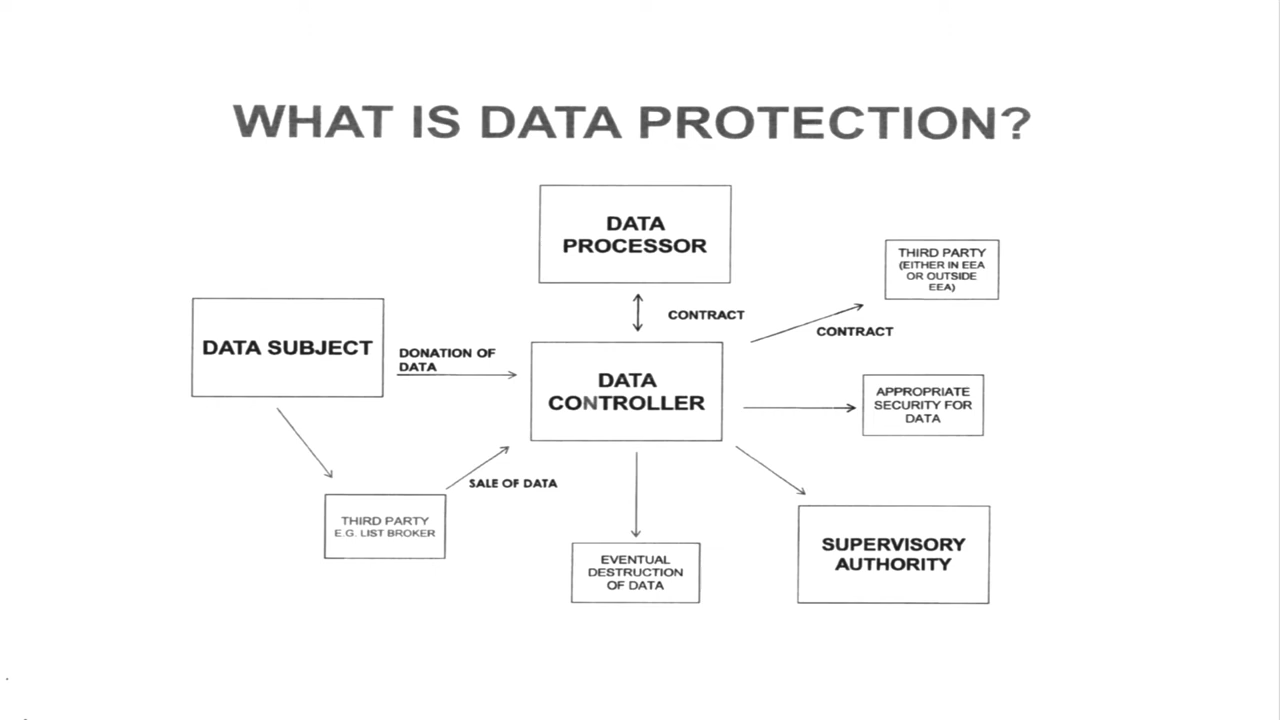 WHAT IS DATA PROTECTION?
DATA
PROCESSOR
THIRD PARTY
(EITHER IN EEA
OR OUTSIDE
EEA)
CONTRACT
CONTRACT
DATA SUBJECT
DONATION OF
DATA
DATA
CONTROLLER
APPROPRIATE
SECURITY FOR
DATA
SALE OF DATA
THIRD PARTY
E.G. LIST BROKER
EVENTUAL
DESTRUCTION
OF DATA
SUPERVISORY
AUTHORITY